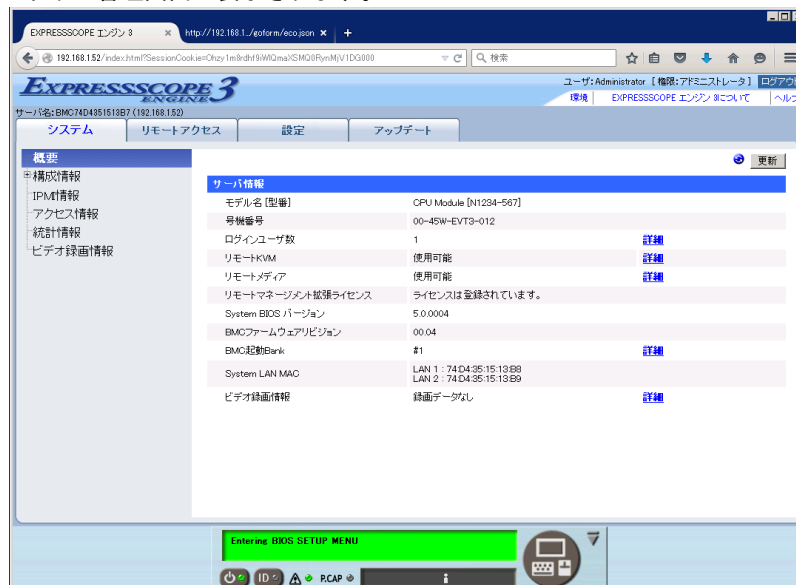 EXPRESSSCOPE エンジン 3 × http://192.168.1../goform/eco.json × +
192.168.1.52/index.html?SessionCookie=Ohzy1m8rdhf9iWIQmaXSMQ0RynMjV1DG000 検索
EXPRESSSCOPE
ENGINE 3
ユーザ: Administrator [ 権限: アドミニストレータ ] ログアウト
環境 EXPRESSSCOPE エンジン 3について ヘルプ
サーバ名: BMC74D4351513B7 (192.168.1.52)
システム リモートアクセス 設定 アップデート
概要
構成情報
IPMI情報
アクセス情報
統計情報
ビデオ録画情報
更新
サーバ情報
モデル名 [型番] CPU Module [N1234-567]
号機番号 00-45W-EVT3-012
ログインユーザ数 1 詳細
リモートKVM 使用可能 詳細
リモートメディア 使用可能 詳細
リモートマネージメント拡張ライセンス ライセンスは登録されています。
System BIOS バージョン 5.0.0004
BMCファームウェアリビジョン 00.04
BMC起動Bank #1 詳細
System LAN MAC LAN 1 : 74:D4:35:15:13:B8
LAN 2 : 74:D4:35:15:13:B9
ビデオ録画情報 録画データなし 詳細
Entering BIOS SETUP MENU
ID P.CAP i